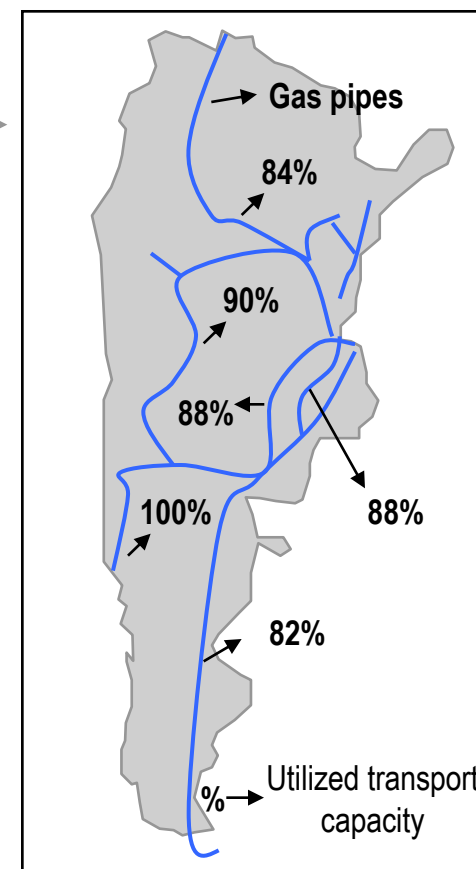 Gas pipes
84%
90%
88%
100%
88%
82%
% Utilized transport
capacity